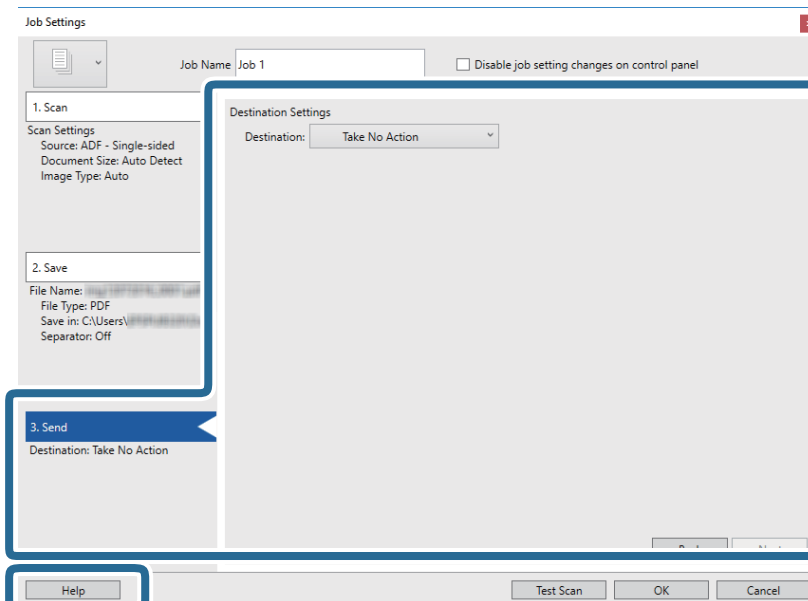 Job Settings
Job Name Job 1
Disable job setting changes on control panel
1. Scan
Scan Settings
Source: ADF - Single-sided
Document Size: Auto Detect
Image Type: Auto
2. Save
File Name:
File Type: PDF
Save in: C:\Users\
Separator: Off
3. Send
Destination: Take No Action
Destination Settings
Destination: Take No Action
Help
Test Scan
OK
Cancel